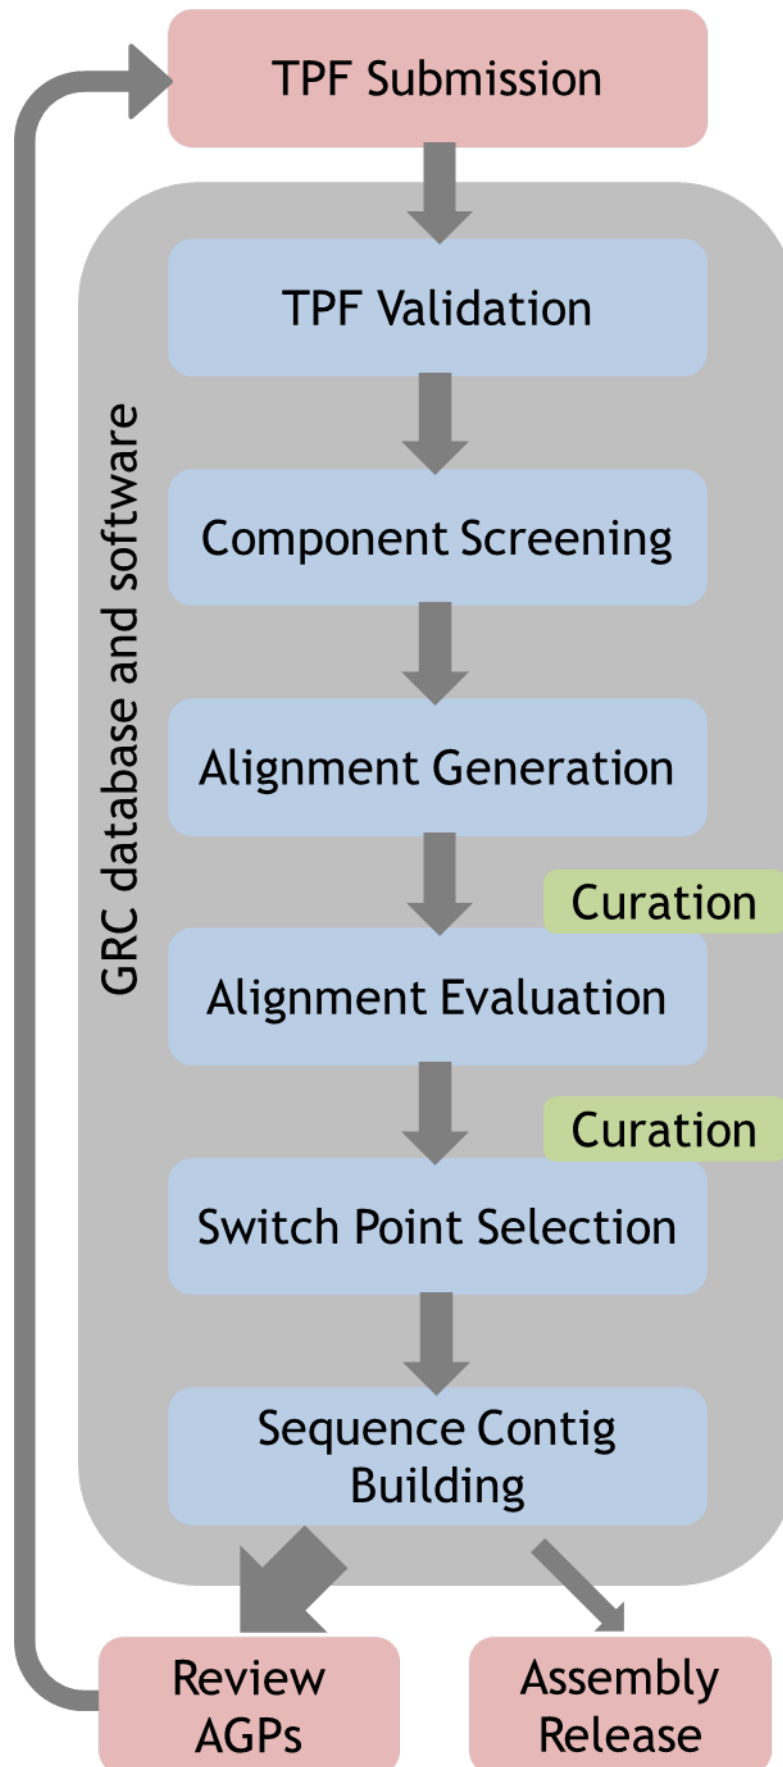 TPF Submission
GRC database and software
TPF Validation
Component Screening
Alignment Generation
Curation
Alignment Evaluation
Curation
Switch Point Selection
Sequence Contig
Building
Review
AGPs
Assembly
Release